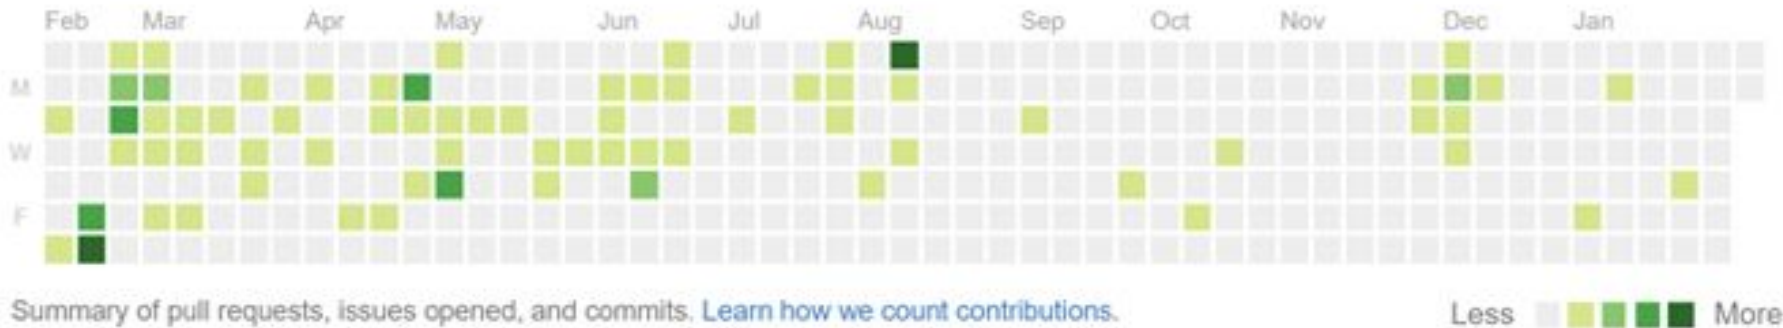 Feb Mar Apr May Jun Jul Aug Sep Oct Nov Dec Jan
M
W
F
Summary of pull requests, issues opened, and commits. Learn how we count contributions. Less More